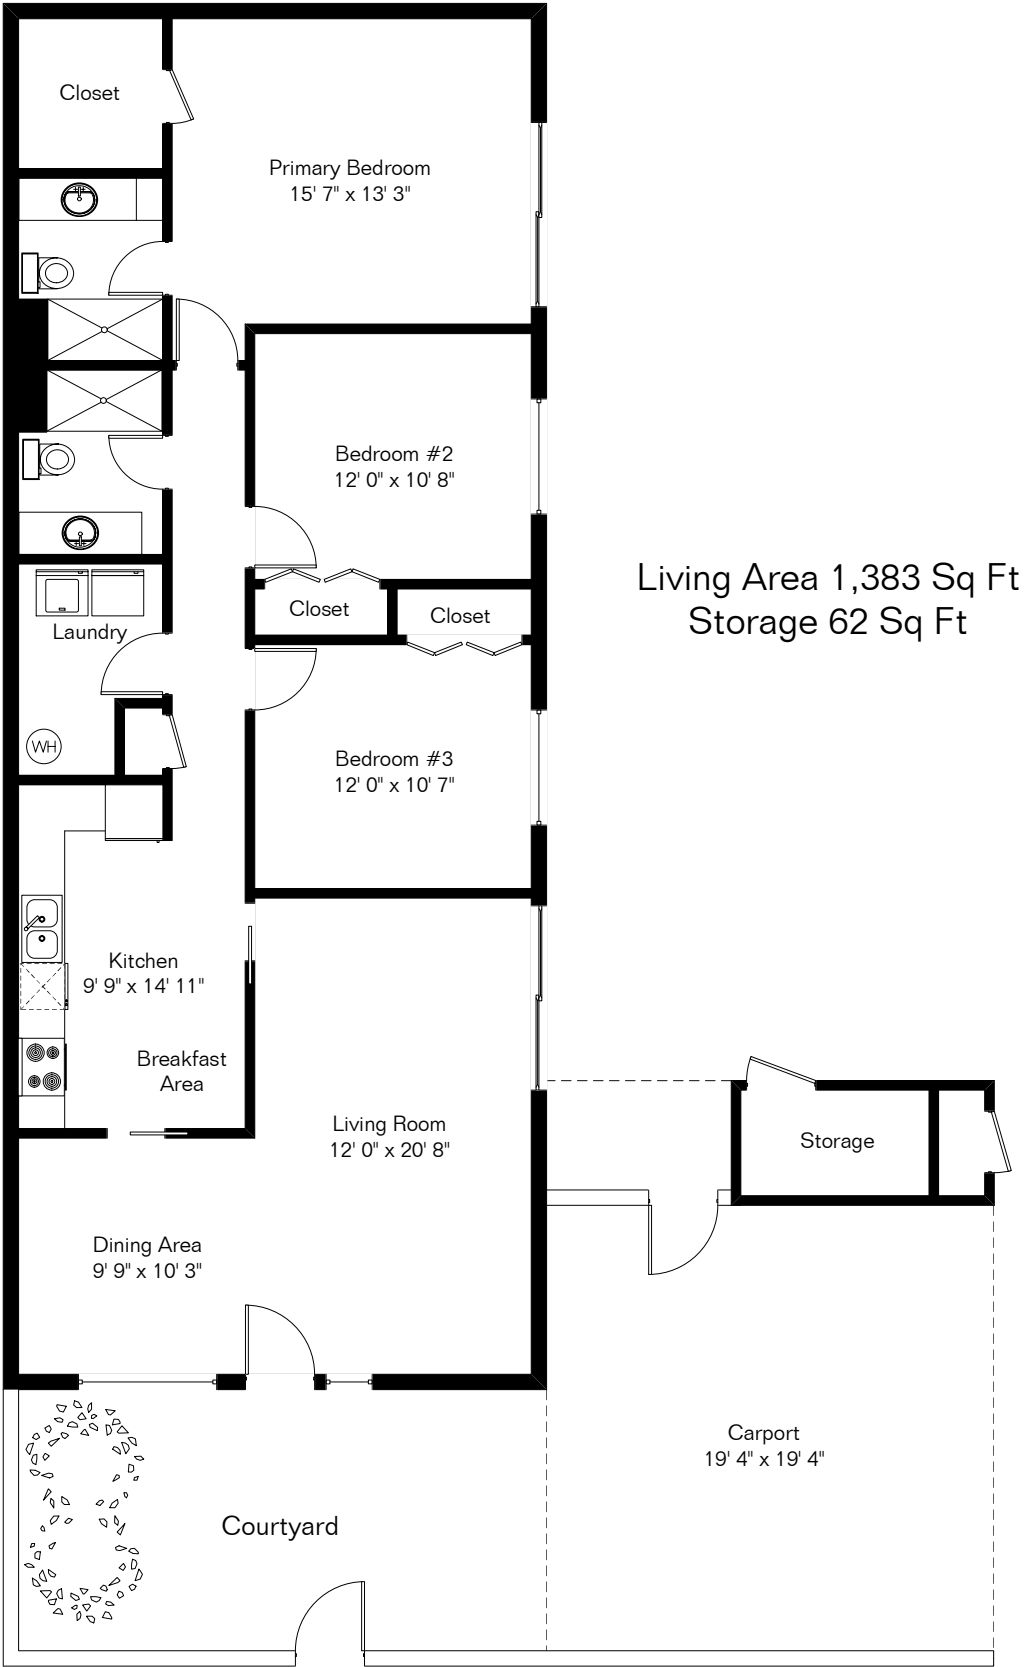 Closet
Primary Bedroom
15' 7" x 13' 3"
Bedroom #2
12' 0" x 10' 8"
Living Area 1,383 Sq Ft
Storage 62 Sq Ft
Closet
Closet
Laundry
WH
Bedroom #3
12' 0" x 10' 7"
Kitchen
9' 9" x 14' 11"
Breakfast
Area
Living Room
12' 0" x 20' 8"
Storage
Dining Area
9' 9" x 10' 3"
Carport
19' 4" x 19' 4"
Courtyard